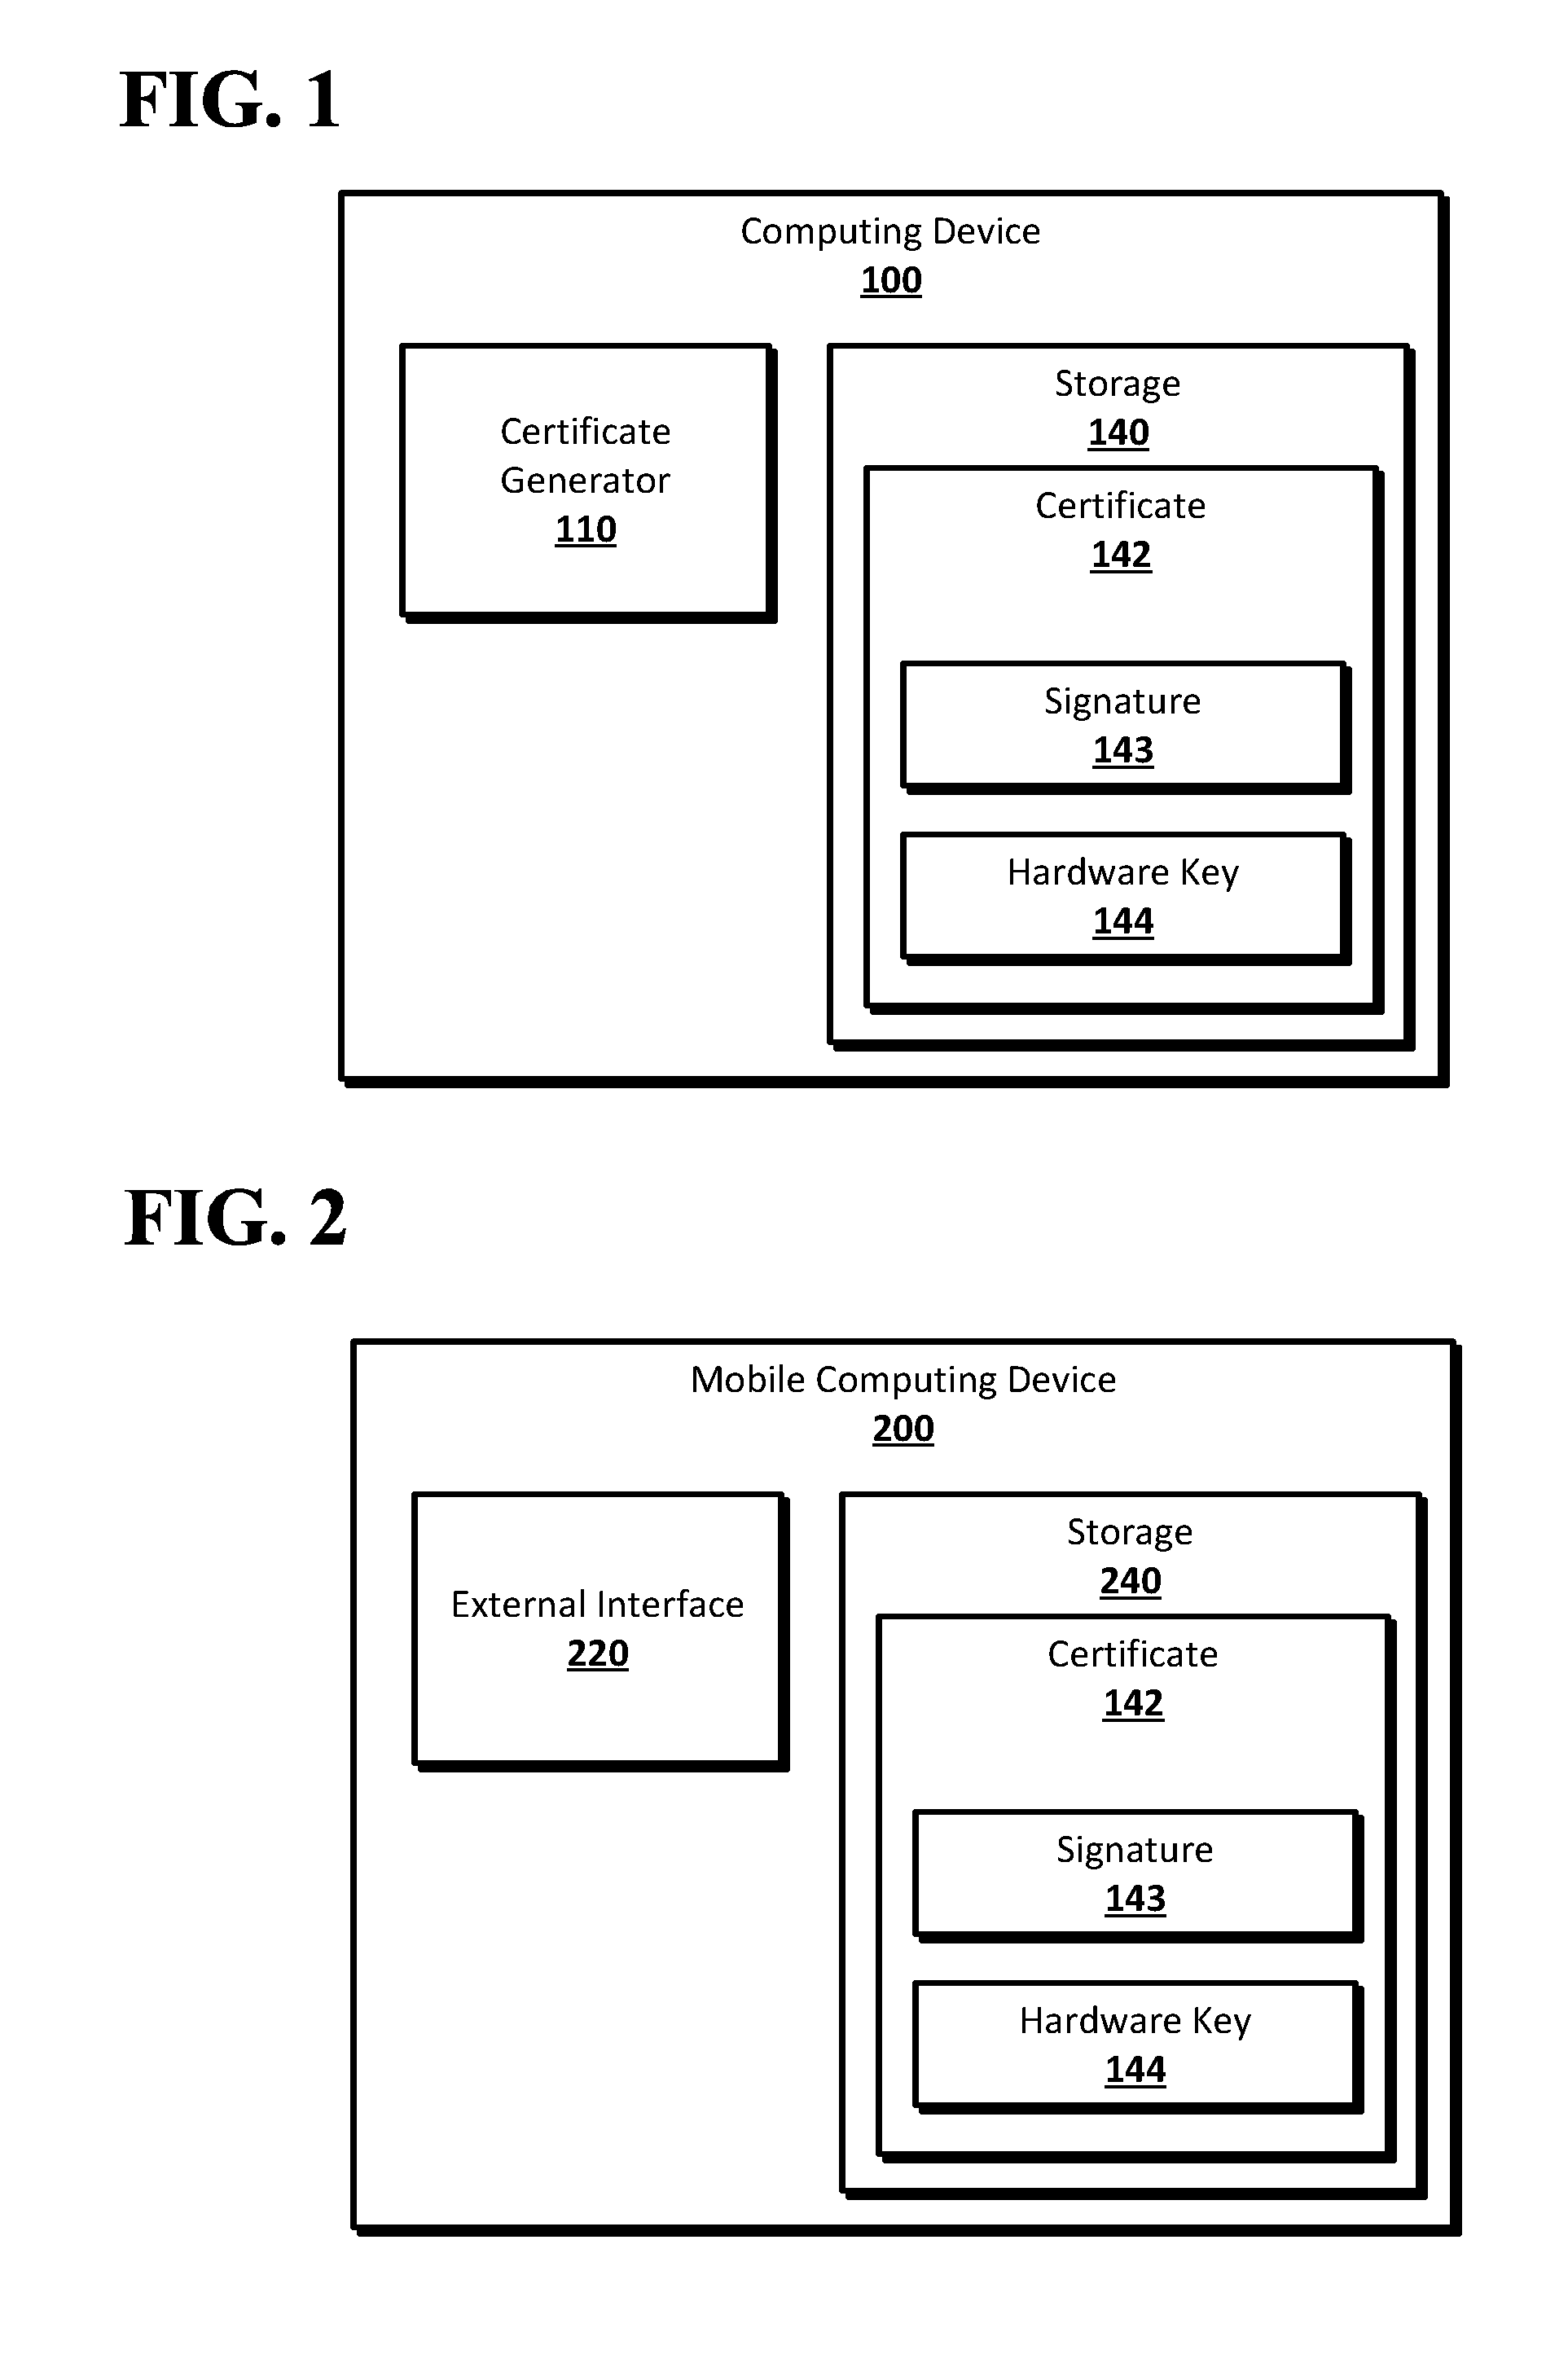 FIG. 1
Computing Device
100
Certificate
Generator
110
Storage
140
Certificate
142
Signature
143
Hardware Key
144
FIG. 2
Mobile Computing Device
200
External Interface
220
Storage
240
Certificate
142
Signature
143
Hardware Key
144